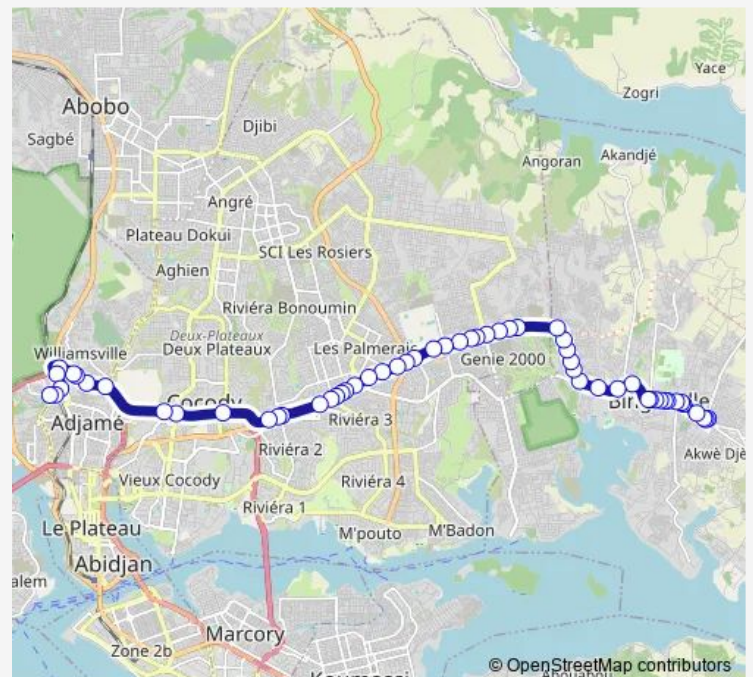 Yace
Zogri
Abobo
Djibi
Sagbé
Angoran
Akandjé
Angré
Plateau Dokui
SCI Les Rosiers
Aghien
Riviéra Bonoumin
Deux-Plateaux
Deux Plateaux
Les Palmerais
Williamsville
Genie 2000
Cocody
Adjamé
Riviéra 3
Riviéra 2
Akwè Djè
Vieux Cocody
Riviéra 4
Riviéra 1
Le Plateau
M'pouto
M'Badon
Abidjan
alem
Marcory
Zone 2b
© OpenStreetMap contributors